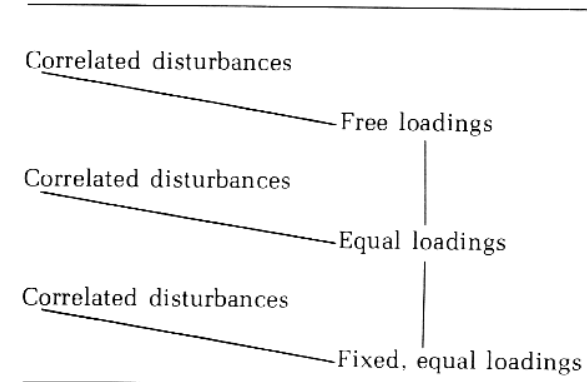 Correlated disturbances
Free loadings
Correlated disturbances
Equal loadings
Correlated disturbances
Fixed, equal loadings